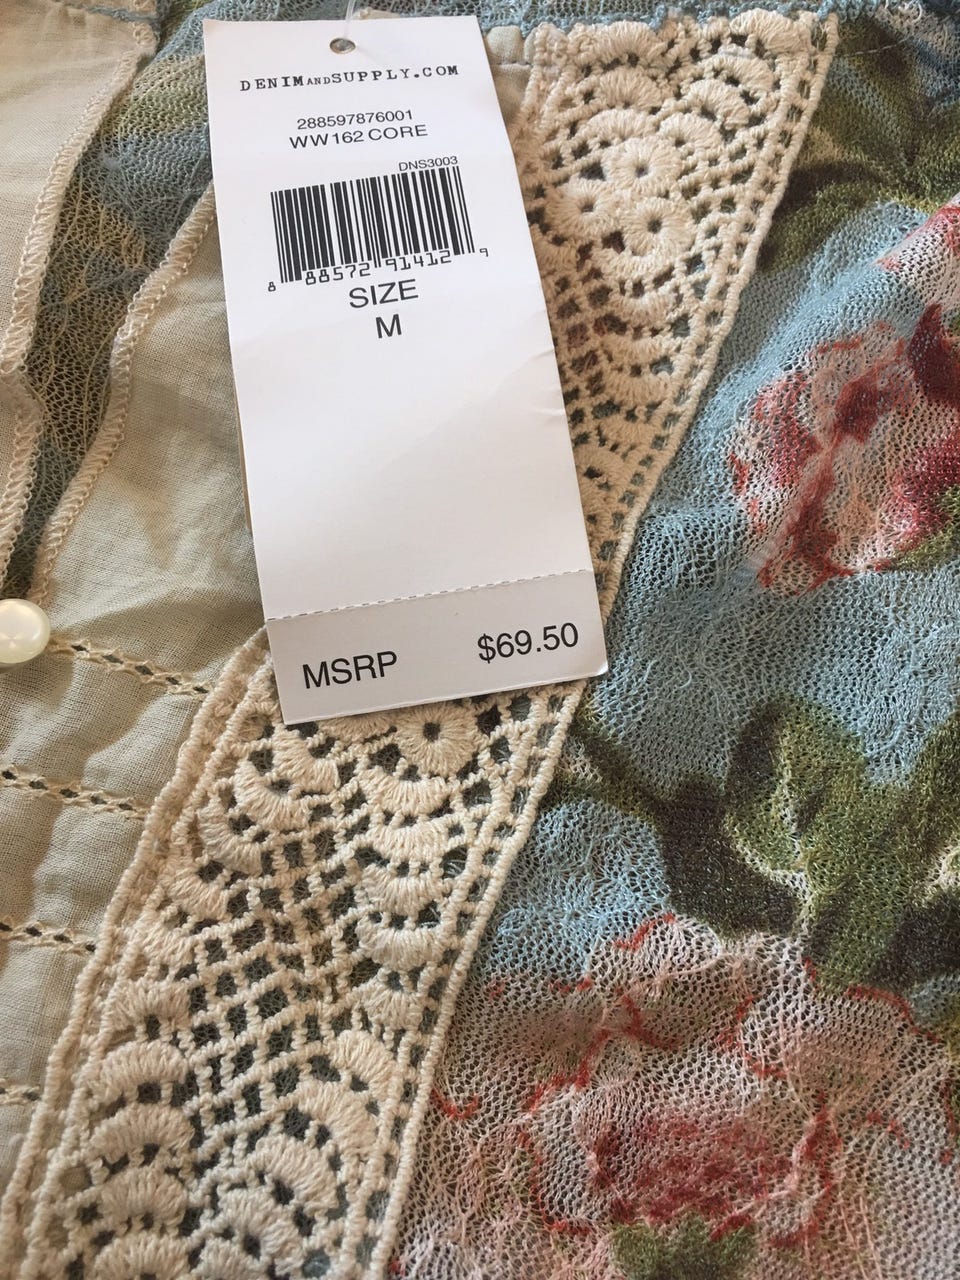 DENIMANDSUPPLY.COM
288597876001
WW162 CORE
DNS3003
8 88572 91412 9
SIZE
M
MSRP $69.50